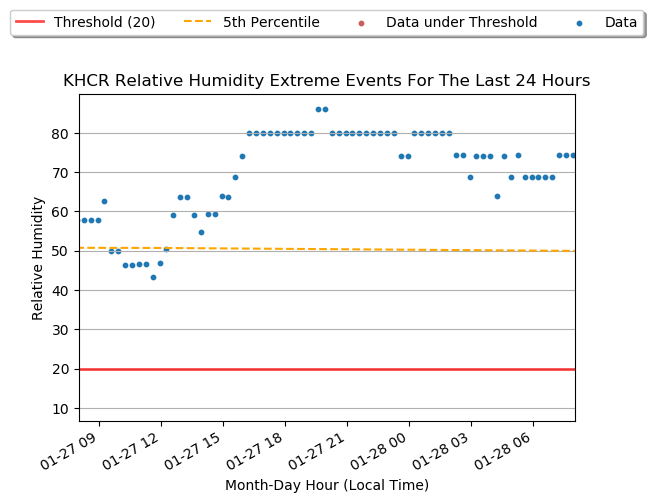 Threshold (20) 5th Percentile Data under Threshold Data
KHCR Relative Humidity Extreme Events For The Last 24 Hours
Relative Humidity
80
70
60
50
40
30
20
10
01-27 09 01-27 12 01-27 15 01-27 18 01-27 21 01-28 00 01-28 03 01-28 06
Month-Day Hour (Local Time)